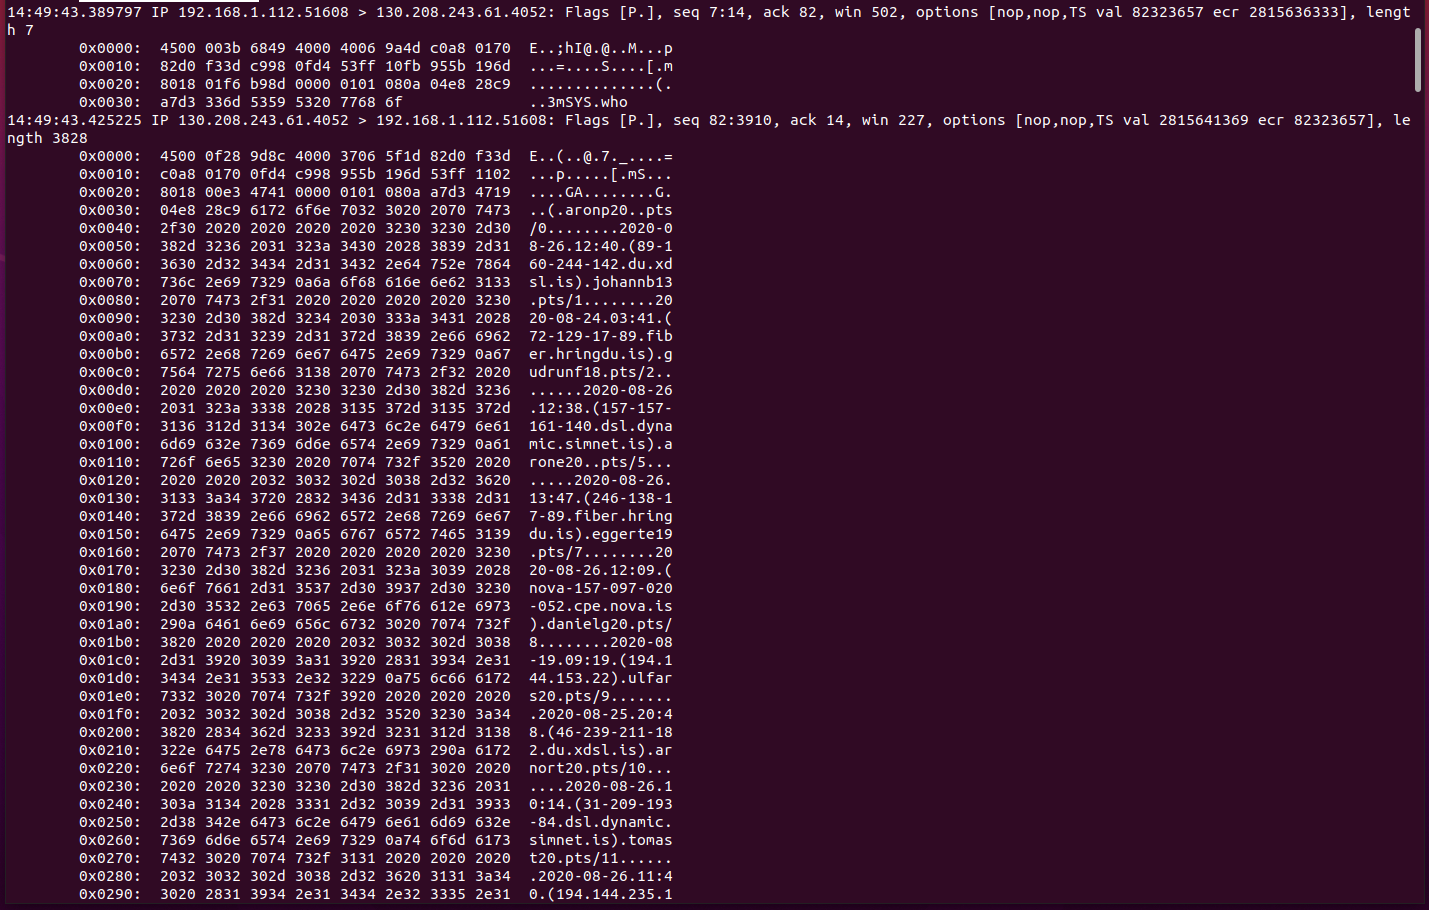 14:49:43.389797 IP 192.168.1.112.51608 > 130.208.243.61.4052: Flags [P.], seq 7:14, ack 82, win 502, options [nop,nop,TS val 82323657 ecr 2815636333], lengt
h 7
0x0000:  4500 003b 6849 4000 4006 9a4d c0a8 0170  E..;hI@.@..M...p
0x0010:  82d0 f33d c998 0fd4 53ff 10fb 955b 196d  ...=....S....[.m
0x0020:  8018 01f6 b98d 0000 0101 080a 04e8 28c9  ..............(.
0x0030:  a7d3 336d 5359 5320 7768 6f  ..3mSYS.who
14:49:43.425225 IP 130.208.243.61.4052 > 192.168.1.112.51608: Flags [P.], seq 82:3910, ack 14, win 227, options [nop,nop,TS val 2815641369 ecr 82323657], le
ngth 3828
0x0000:  4500 0f28 9d8c 4000 3706 5f1d 82d0 f33d  E..(..@.7._....=
0x0010:  c0a8 0170 0fd4 c998 955b 196d 53ff 1102  ...p.....[.mS...
0x0020:  8018 00e3 4741 0000 0101 080a a7d3 4719  ....GA........G.
0x0030:  04e8 28c9 6172 6f6e 7032 3020 2070 7473  ..(.aronp20..pts
0x0040:  2f30 2020 2020 2020 2020 3230 3230 2d30  /0........2020-0
0x0050:  382d 3236 2031 323a 3430 2028 3839 2d31  8-26.12:40.(89-1
0x0060:  3630 2d32 3434 2d31 3432 2e64 752e 7864  60-244-142.du.xd
0x0070:  736c 2e69 7329 0a6a 6f68 616e 6e62 3133  sl.is).johannb13
0x0080:  2070 7473 2f31 2020 2020 2020 2020 3230  .pts/1........20
0x0090:  3230 2d30 382d 3234 2030 333a 3431 2028  20-08-24.03:41.(
0x00a0:  3732 2d31 3239 2d31 372d 3839 2e66 6962  72-129-17-89.fib
0x00b0:  6572 2e68 7269 6e67 6475 2e69 7329 0a67  er.hringdu.is).g
0x00c0:  7564 7275 6e66 3138 2070 7473 2f32 2020  udrunf18.pts/2..
0x00d0:  2020 2020 2020 3230 3230 2d30 382d 3236  ......2020-08-26
0x00e0:  2031 323a 3338 2028 3135 372d 3135 372d  .12:38.(157-157-
0x00f0:  3136 312d 3134 302e 6473 6c2e 6479 6e61  161-140.dsl.dyna
0x0100:  6d69 632e 7369 6d6e 6574 2e69 7329 0a61  mic.simnet.is).a
0x0110:  726f 6e65 3230 2020 7074 732f 3520 2020  rone20..pts/5...
0x0120:  2020 2020 2032 3032 302d 3038 2d32 3620  .....2020-08-26.
0x0130:  3133 3a34 3720 2832 3436 2d31 3338 2d31  13:47.(246-138-1
0x0140:  372d 3839 2e66 6962 6572 2e68 7269 6e67  7-89.fiber.hring
0x0150:  6475 2e69 7329 0a65 6767 6572 7465 3139  du.is).eggerte19
0x0160:  2070 7473 2f37 2020 2020 2020 2020 3230  .pts/7........20
0x0170:  3230 2d30 382d 3236 2031 323a 3039 2028  20-08-26.12:09.(
0x0180:  6e6f 7661 2d31 3537 2d30 3937 2d30 3230  nova-157-097-020
0x0190:  2d30 3532 2e63 7065 2e6e 6f76 612e 6973  -052.cpe.nova.is
0x01a0:  290a 6461 6e69 656c 6732 3020 7074 732f  ).danielg20.pts/
0x01b0:  3820 2020 2020 2020 2032 3032 302d 3038  8........2020-08
0x01c0:  2d31 3920 3039 3a31 3920 2831 3934 2e31  -19.09:19.(194.1
0x01d0:  3434 2e31 3533 2e32 3229 0a75 6c66 6172  44.153.22).ulfar
0x01e0:  7332 3020 7074 732f 3920 2020 2020 2020  s20.pts/9.......
0x01f0:  2032 3032 302d 3038 2d32 3520 3230 3a34  .2020-08-25.20:4
0x0200:  3820 2834 362d 3233 392d 3231 312d 3138  8.(46-239-211-18
0x0210:  322e 6475 2e78 6473 6c2e 6973 290a 6172  2.du.xdsl.is).ar
0x0220:  6e6f 7274 3230 2070 7473 2f31 3020 2020  nort20.pts/10...
0x0230:  2020 2020 3230 3230 2d30 382d 3236 2031  ....2020-08-26.1
0x0240:  303a 3134 2028 3331 2d32 3039 2d31 3933  0:14.(31-209-193
0x0250:  2d38 342e 6473 6c2e 6479 6e61 6d69 632e  -84.dsl.dynamic.
0x0260:  7369 6d6e 6574 2e69 7329 0a74 6f6d 6173  simnet.is).tomas
0x0270:  7432 3020 7074 732f 3131 2020 2020 2020  t20.pts/11......
0x0280:  2032 3032 302d 3038 2d32 3620 3131 3a34  .2020-08-26.11:4
0x0290:  3020 2831 3934 2e31 3434 2e32 3335 2e31  0.(194.144.235.1